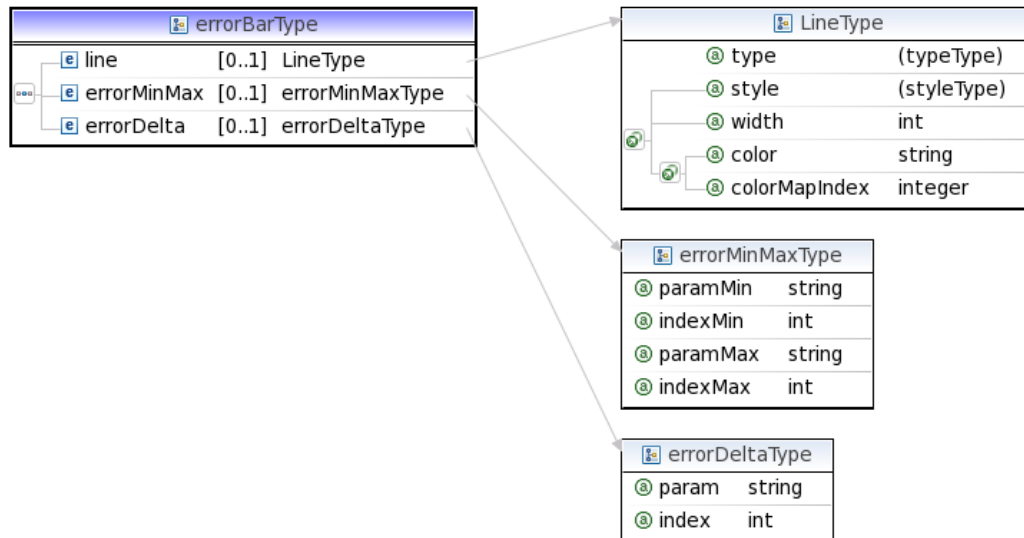 errorBarType
line [0..1] LineType
errorMinMax [0..1] errorMinMaxType
errorDelta [0..1] errorDeltaType
LineType
type (typeType)
style (styleType)
width int
color string
colorMapIndex integer
errorMinMaxType
paramMin string
indexMin int
paramMax string
indexMax int
errorDeltaType
param string
index int